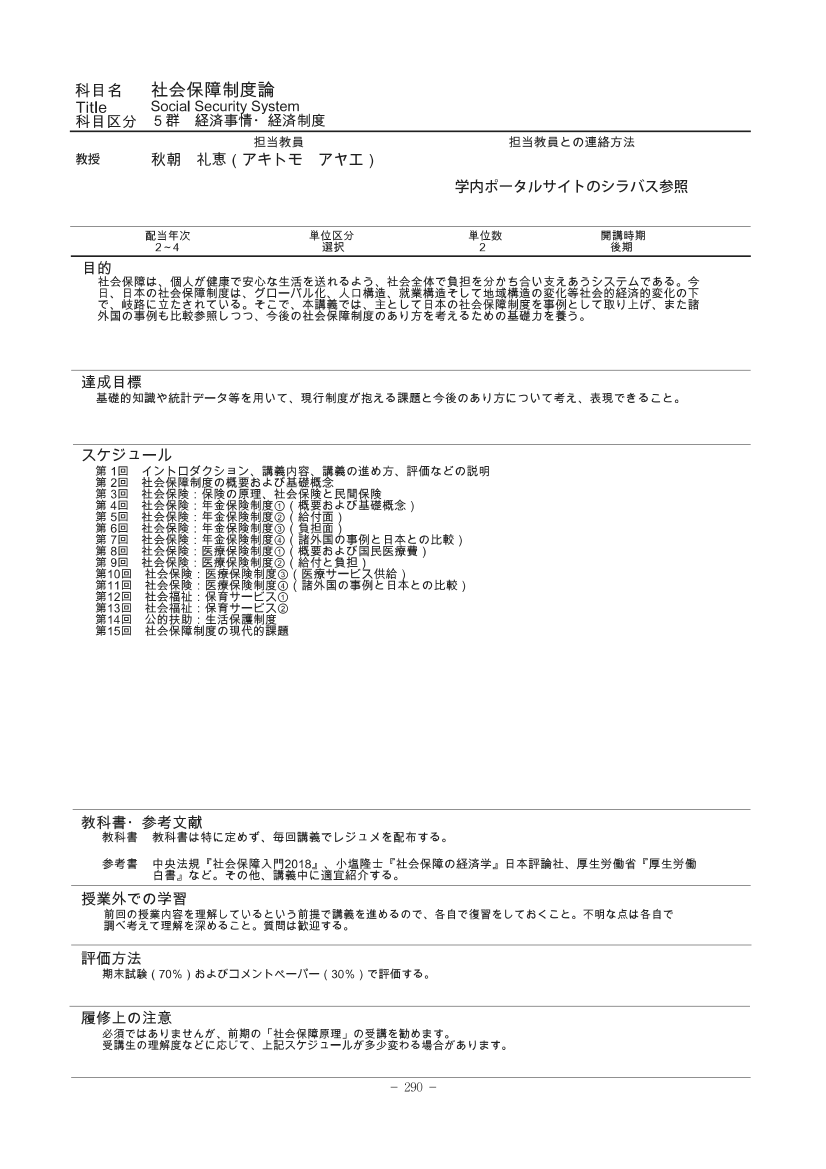 科目名　社会保障制度論
Title　Social Security System
科目区分　５群　経済事情・経済制度
担当教員　担当教員との連絡方法
教授　秋朝　礼恵（アキトモ　アヤエ）
学内ポータルサイトのシラバス参照
配当年次　単位区分　単位数　開講時期
2～4　選択　2　後期
目的
社会保障は、個人が健康で安心な生活を送れるよう、社会全体で負担を分かち合い支えあうシステムである。今
日、日本の社会保障制度は、グローバル化、人口構造、就業構造そして地域構造の変化等社会的経済的変化の下
で、岐路に立たされている。そこで、本講義では、主として日本の社会保障制度を事例として取り上げ、また諸
外国の事例も比較参照しつつ、今後の社会保障制度のあり方を考えるための基礎力を養う。
達成目標
基礎的知識や統計データ等を用いて、現行制度が抱える課題と今後のあり方について考え、表現できること。
スケジュール
第 1回　イントロダクション、講義内容、講義の進め方、評価などの説明
第 2回　社会保障制度の概要および基礎概念
第 3回　社会保険：保険の原理、社会保険と民間保険
第 4回　社会保険：年金保険制度①（概要および基礎概念）
第 5回　社会保険：年金保険制度②（給付面）
第 6回　社会保険：年金保険制度③（負担面）
第 7回　社会保険：年金保険制度④（諸外国の事例と日本との比較）
第 8回　社会保険：医療保険制度①（概要および国民医療費）
第 9回　社会保険：医療保険制度②（給付と負担）
第10回　社会保険：医療保険制度③（医療サービス供給）
第11回　社会保険：医療保険制度④（諸外国の事例と日本との比較）
第12回　社会福祉：保育サービス①
第13回　社会福祉：保育サービス②
第14回　公的扶助：生活保護制度
第15回　社会保障制度の現代的課題
教科書・参考文献
教科書　教科書は特に定めず、毎回講義でレジュメを配布する。
参考書　中央法規『社会保障入門2018』、小塩隆士『社会保障の経済学』日本評論社、厚生労働省『厚生労働
白書』など。その他、講義中に適宜紹介する。
授業外での学習
前回の授業内容を理解しているという前提で講義を進めるので、各自で復習をしておくこと。不明な点は各自で
調べ考えて理解を深めること。質問は歓迎する。
評価方法
期末試験（70%）およびコメントペーパー（30%）で評価する。
履修上の注意
必須ではありませんが、前期の「社会保障原理」の受講を勧めます。
受講生の理解度などに応じて、上記スケジュールが多少変わる場合があります。
− 290 −